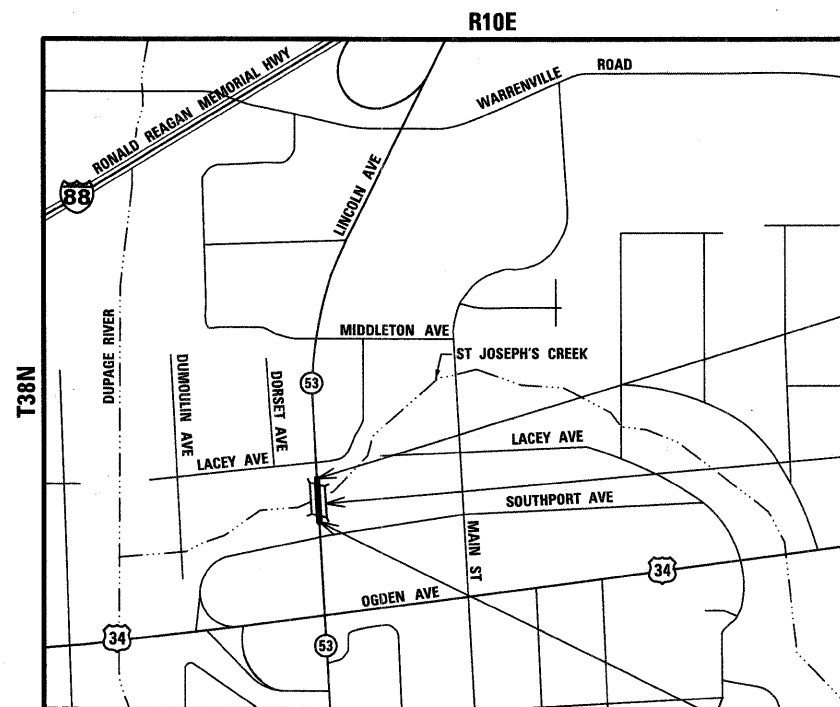 R10E
RONALD REAGAN MEMORIAL HWY
WARRENVILLE ROAD
88
LINCOLN AVE
MIDDLETON AVE
DUPAGE RIVER
ST JOSEPH'S CREEK
T38N
DUMOULIN AVE
DORSET AVE
53
LACEY AVE
LACEY AVE
SOUTHPORT AVE
MAIN ST
34
OGDEN AVE
34
53